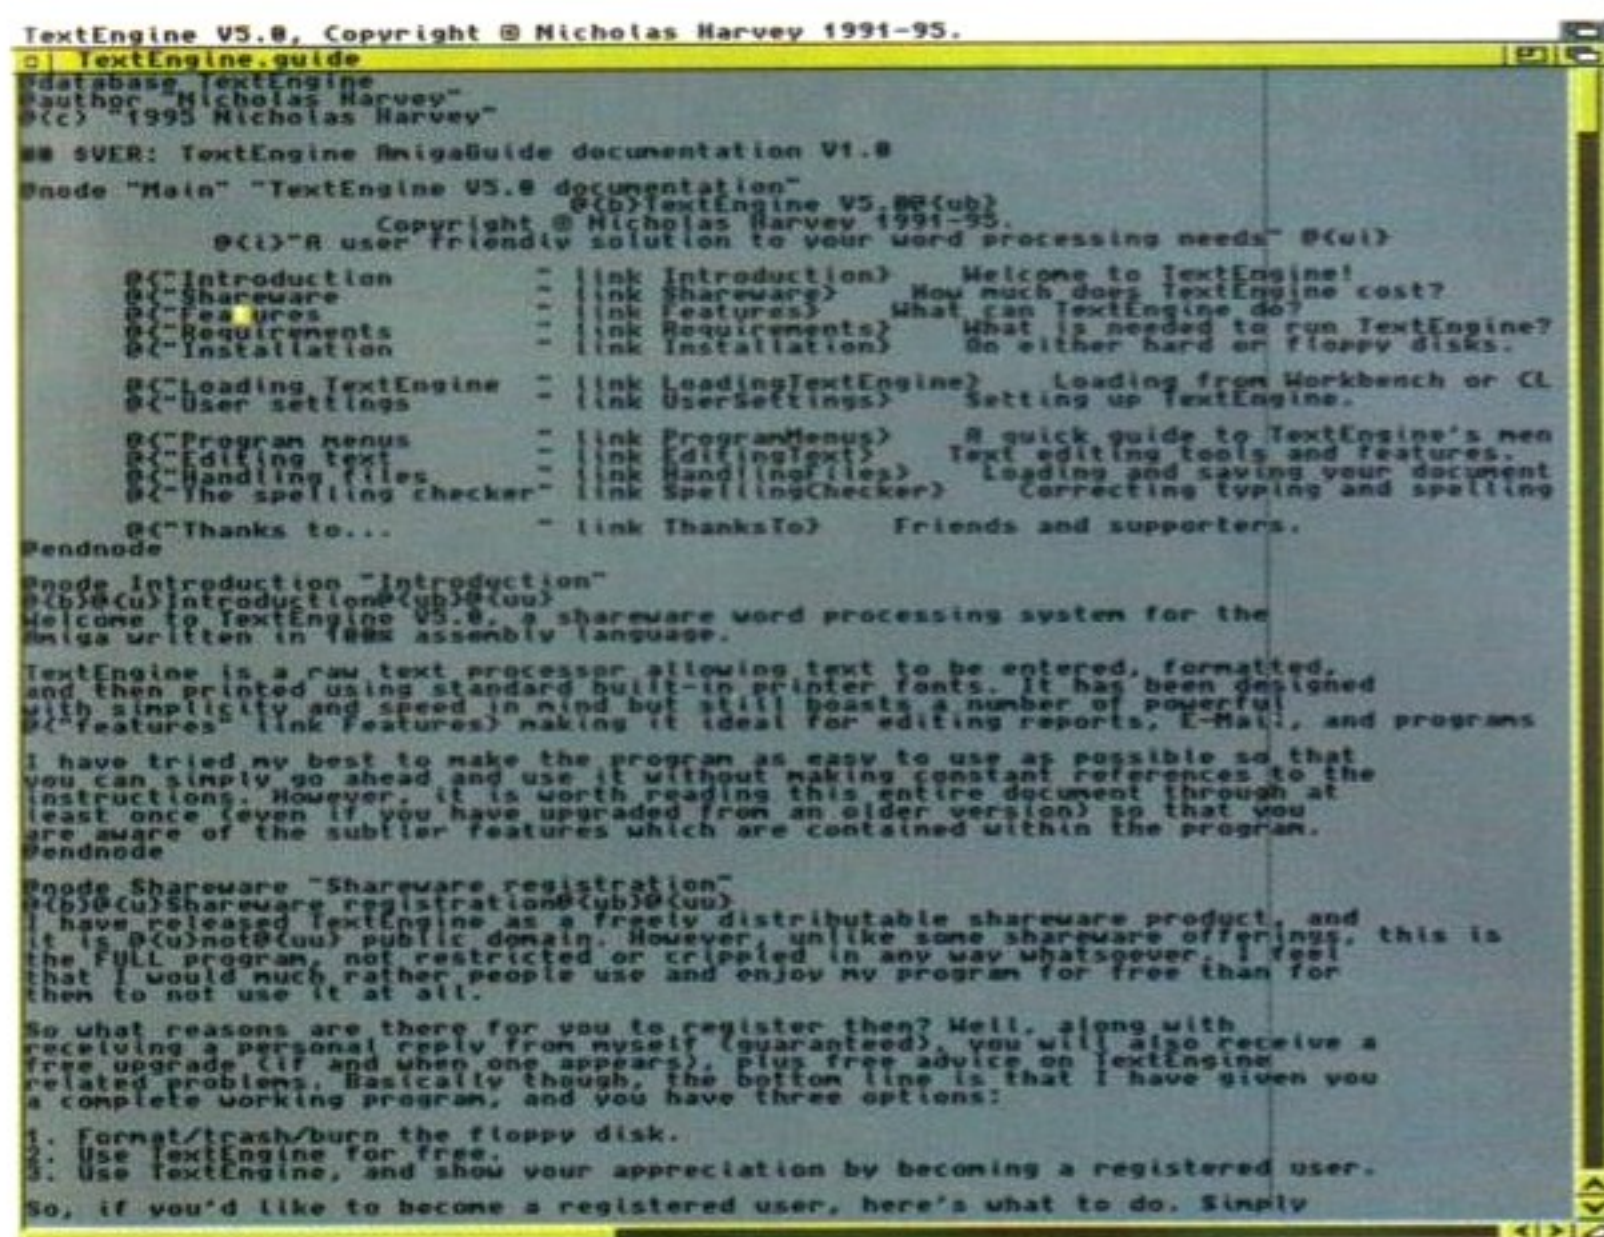 TextEngine V5.0, Copyright © Nicholas Harvey 1991-95.
TextEngine.guide
@database TextEngine
@author "Nicholas Harvey"
@(c) "1995 Nicholas Harvey"
## $VER: TextEngine AmigaGuide documentation V1.0
@node "Main" "TextEngine V5.0 documentation"
@{b}TextEngine V5.0@{ub}
Copyright © Nicholas Harvey 1991-95.
@{i}"A user friendly solution to your word processing needs" @{ui}
@{"Introduction " link Introduction} Welcome to TextEngine!
@{"Shareware " link Shareware} How much does TextEngine cost?
@{"Features " link Features} What can TextEngine do?
@{"Requirements " link Requirements} What is needed to run TextEngine?
@{"Installation " link Installation} On either hard or floppy disks.
@{"Loading TextEngine " link LoadingTextEngine} Loading from Workbench or CL
@{"User settings " link UserSettings} Setting up TextEngine.
@{"Program menus " link ProgramMenus} A quick guide to TextEngine's men
@{"Editing text " link EditingText} Text editing tools and features.
@{"Handling files " link HandlingFiles} Loading and saving your document
@{"The spelling checker" link SpellingChecker} Correcting typing and spelling
@{"Thanks to... " link ThanksTo} Friends and supporters.
@endnode
@node Introduction "Introduction"
@{b}@{u}Introduction@{ub}@{uu}
Welcome to TextEngine V5.0, a shareware word processing system for the
Amiga written in 100% assembly language.
TextEngine is a raw text processor allowing text to be entered, formatted,
and then printed using standard built-in printer fonts. It has been designed
with simplicity and speed in mind but still boasts a number of powerful
@{"features" link Features} making it ideal for editing reports, E-Mail, and programs
I have tried my best to make the program as easy to use as possible so that
you can simply go ahead and use it without making constant references to the
instructions. However, it is worth reading this entire document through at
least once (even if you have upgraded from an older version) so that you
are aware of the subtler features which are contained within the program.
@endnode
@node Shareware "Shareware registration"
@{b}@{u}Shareware registration@{ub}@{uu}
I have released TextEngine as a freely distributable shareware product, and
it is @{u}not@{uu} public domain. However, unlike some shareware offerings, this is
the FULL program, not restricted or crippled in any way whatsoever. I feel
that I would much rather people use and enjoy my program for free than for
them to not use it at all.
So what reasons are there for you to register then? Well, along with
receiving a personal reply from myself (guaranteed), you will also receive a
free upgrade (if and when one appears), plus free advice on TextEngine
related problems. Basically though, the bottom line is that I have given you
a complete working program, and you have three options:
1. Format/trash/burn the floppy disk.
2. Use TextEngine for free.
3. Use TextEngine, and show your appreciation by becoming a registered user.
So, if you'd like to become a registered user, here's what to do. Simply